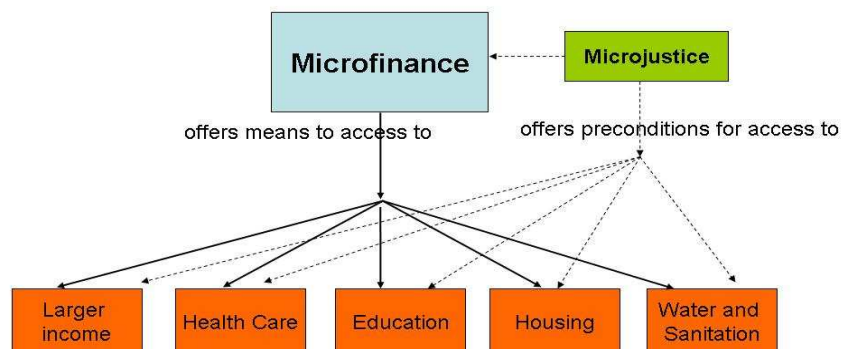 Microfinance
Microjustice
offers means to access to
offers preconditions for access to
Larger
income
Health Care
Education
Housing
Water and
Sanitation